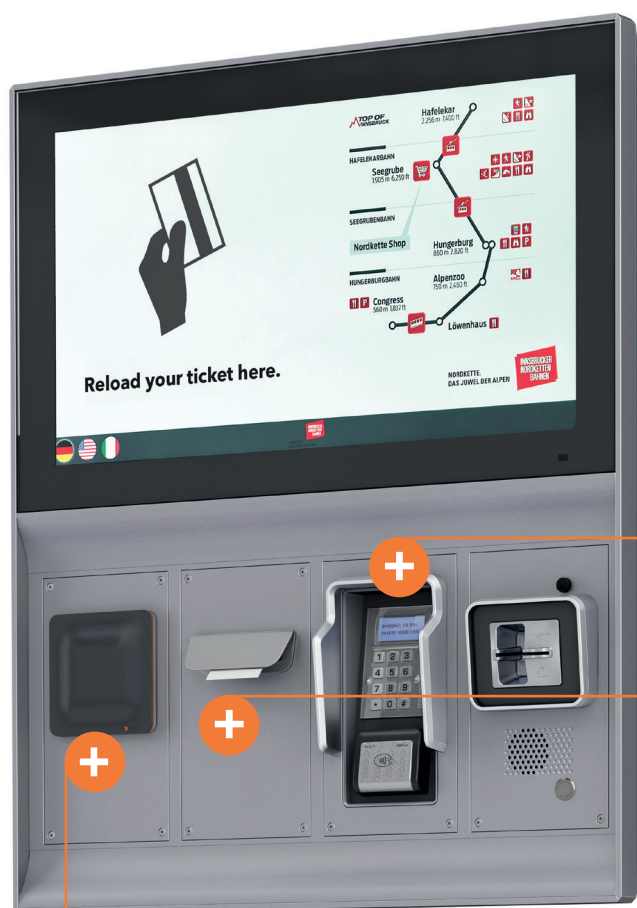 Reload your ticket here.
TOP OF
INNSBRUCK
Hafelekar
2.256 m 7,400 ft
HAFELEKARBAHN
Seegrube
1.905 m 6,250 ft
SEEGRUBENBAHN
Nordkette Shop
Hungerburg
860 m 2,820 ft
HUNGERBURGBAHN
Alpenzoo
750 m 2,460 ft
P Congress
560 m 1,837 ft
Löwenhaus
NORDKETTE.
DAS JUWEL DER ALPEN
INNSBRUCKER
NORDKETTEN
BAHNEN
1 2 3
4 5 6
7 8 9
* 0 #